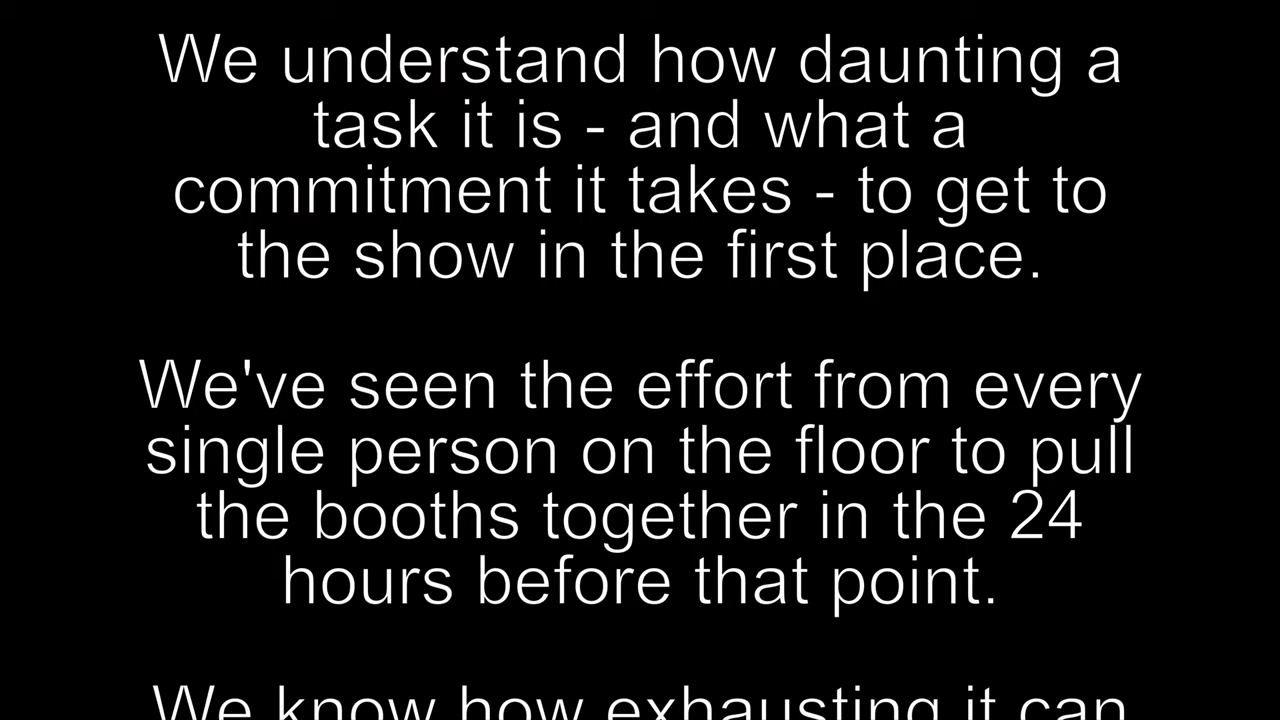 We understand how daunting a
task it is - and what a
commitment it takes - to get to
the show in the first place.
We've seen the effort from every
single person on the floor to pull
the booths together in the 24
hours before that point.
We know how exhausting it can